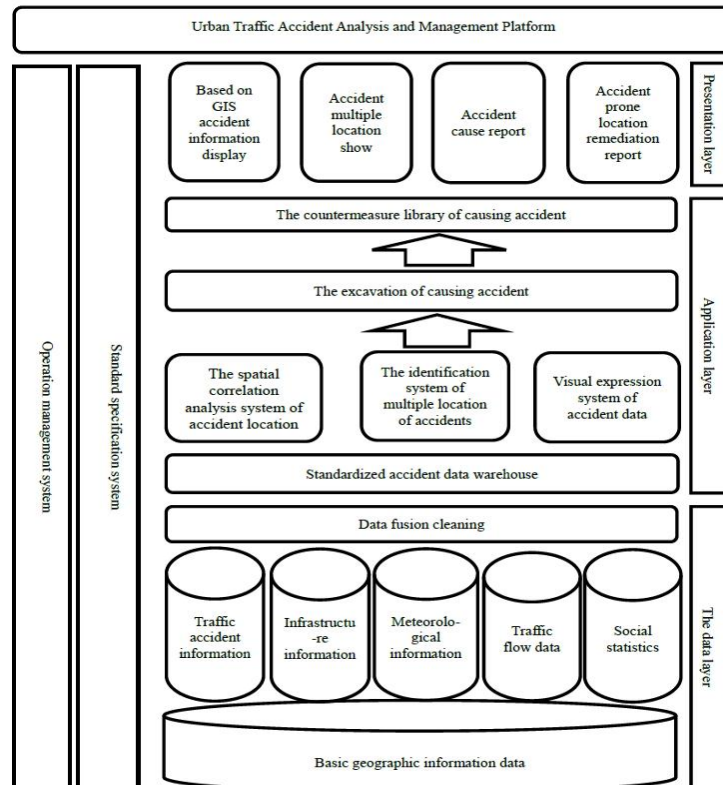 Urban Traffic Accident Analysis and Management Platform
Operation management system
Standard specification system
Based on
GIS
accident
information
display
Accident
multiple
location
show
Accident
cause report
Accident
prone
location
remediation
report
Presentation layer
The countermeasure library of causing accident
The excavation of causing accident
The spatial
correlation
analysis system of
accident location
The identification
system of
multiple location
of accidents
Visual expression
system of
accident data
Standardized accident data warehouse
Application layer
Data fusion cleaning
Traffic
accident
information
Infrastructu
-re
information
Meteorolo-
gical
information
Traffic
flow data
Social
statistics
Basic geographic information data
The data layer